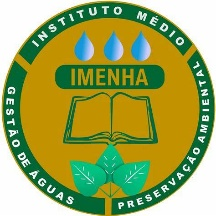 INSTITUTO MÉDIO
IMENHA
GESTÃO DE ÁGUAS
PRESERVAÇÃO AMBIENTAL